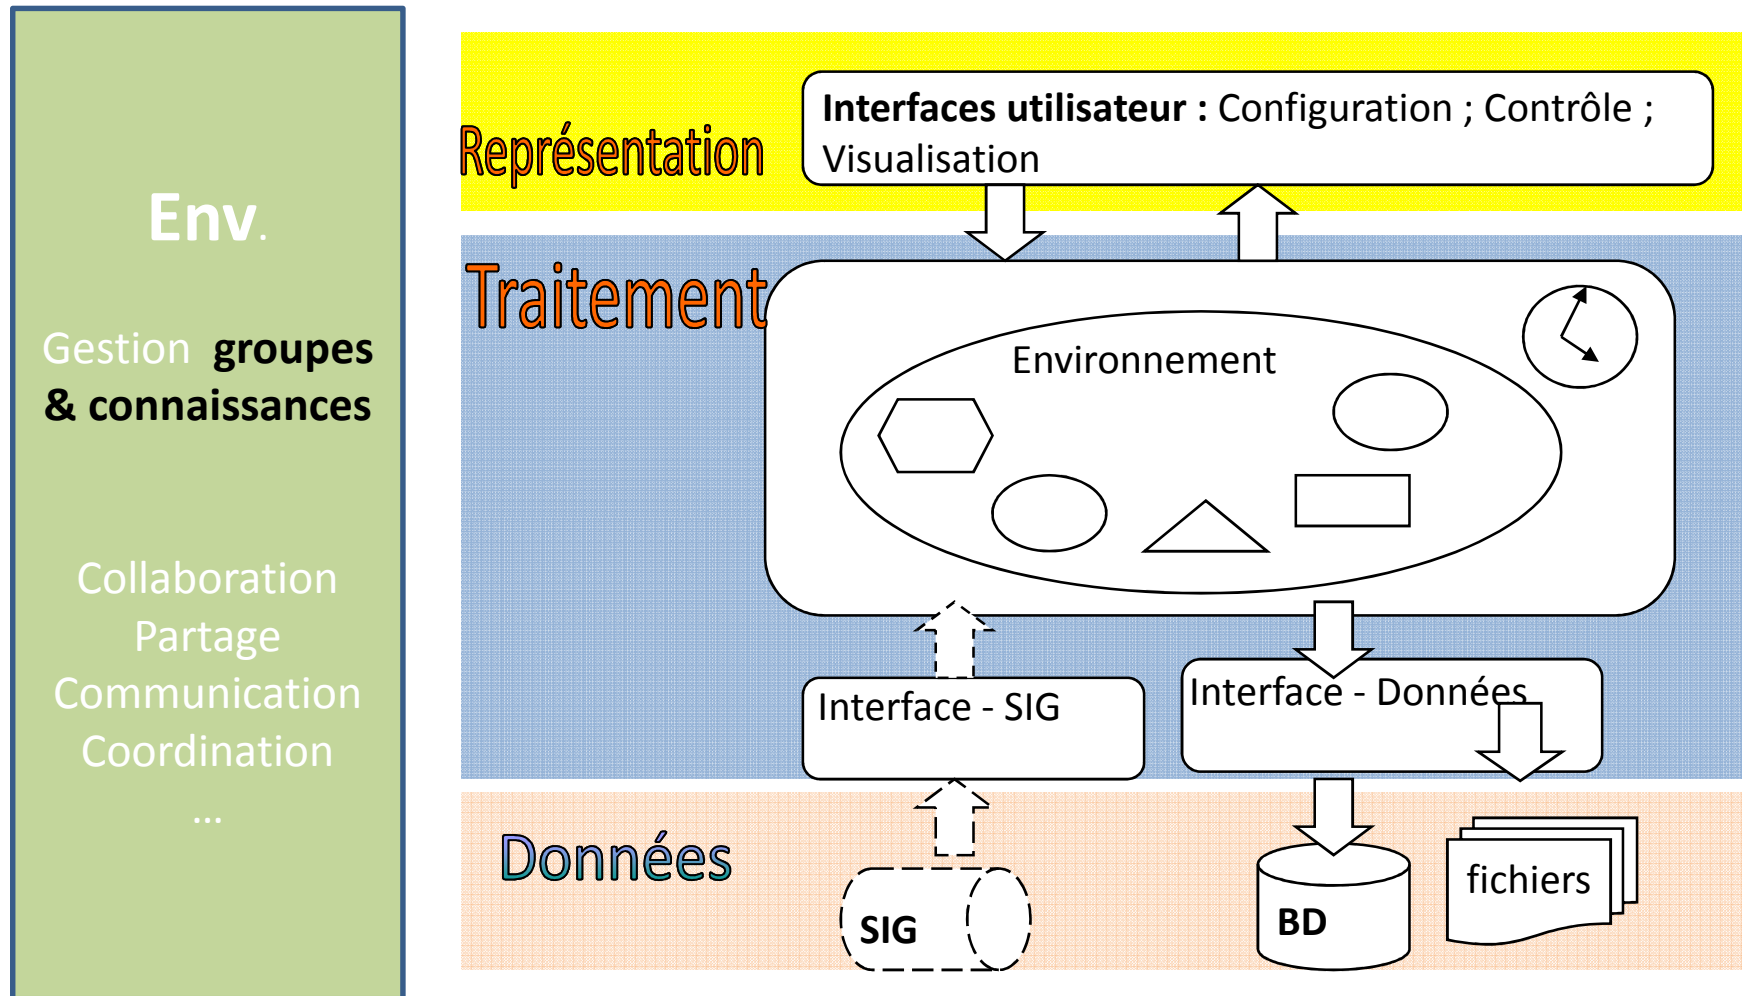 Env.
Gestion groupes
& connaissances
Collaboration
Partage
Communication
Coordination
...
Représentation
Interfaces utilisateur : Configuration ; Contrôle ;
Visualisation
Traitement
Environnement
Interface - SIG
Interface - Données
Données
SIG
BD
fichiers